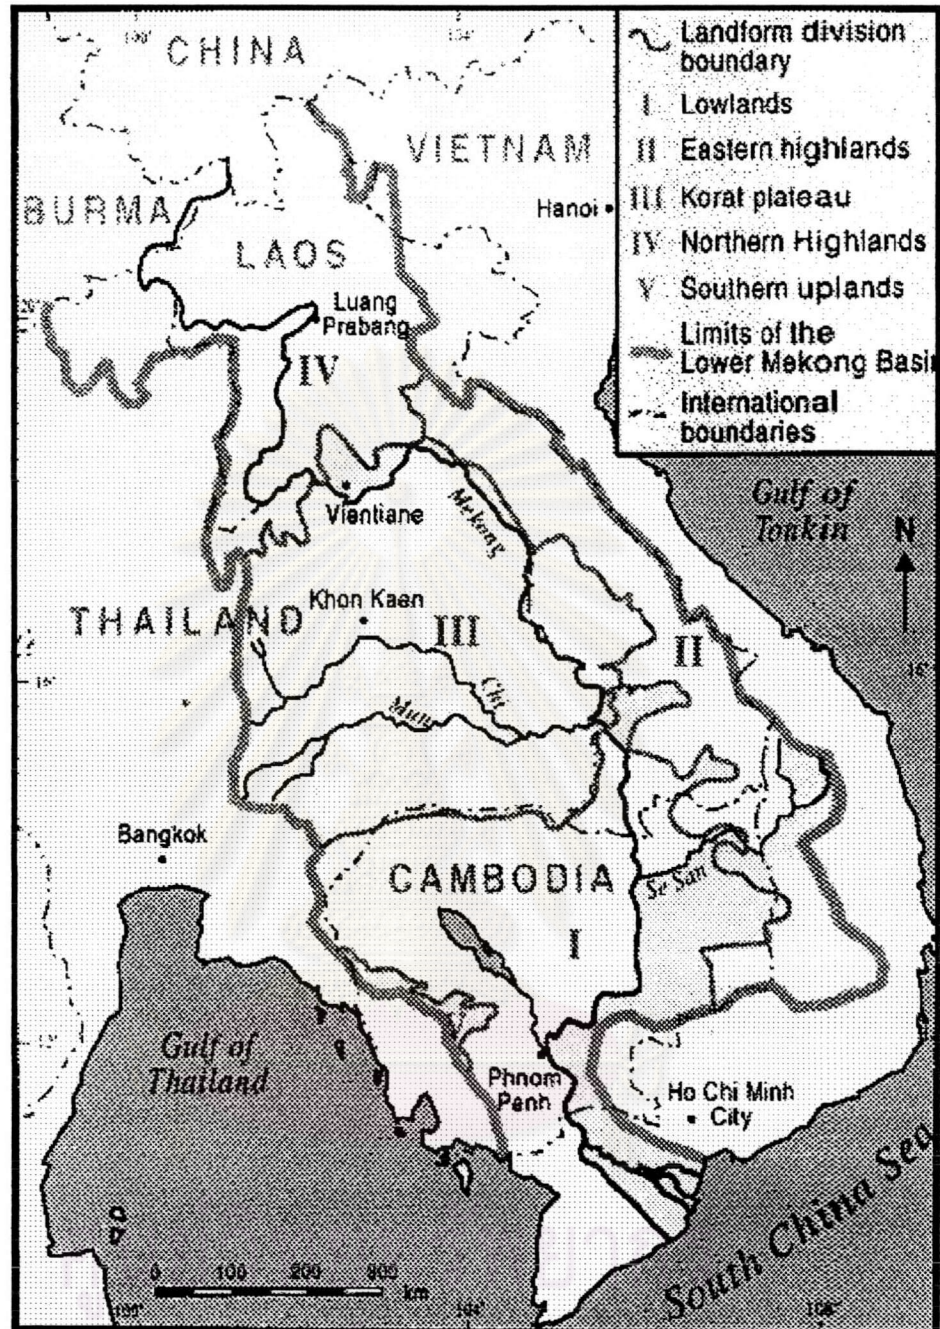 CHINA
VIETNAM
BURMA
LAOS
Hanoi
Luang
Prabang
IV
Vientiane
Mekong
THAILAND
Khon Kaen
III
II
Chi
Mun
Bangkok
CAMBODIA
Se San
I
Gulf of
Thailand
Phnom
Penh
Ho Chi Minh
City
Gulf of
Tonkin
N
South China Sea
0 100 200 300
km
Landform division
boundary
I Lowlands
II Eastern highlands
III Korat plateau
IV Northern Highlands
V Southern uplands
Limits of the
Lower Mekong Basin
International
boundaries